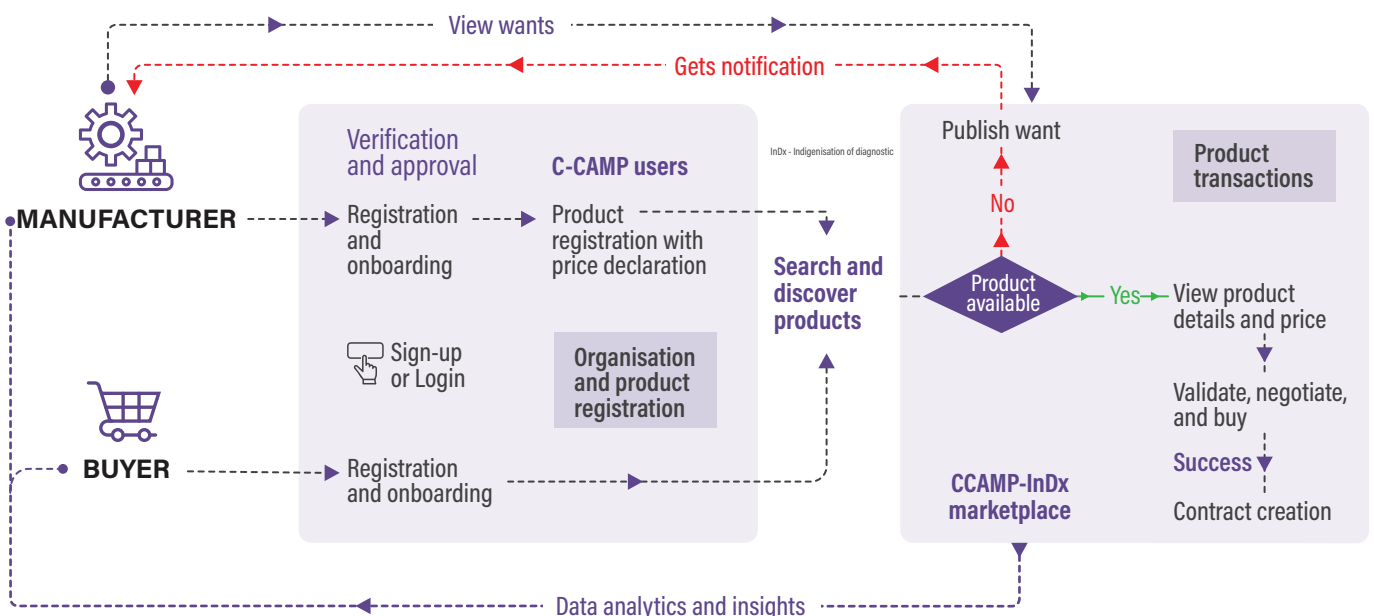 View wants
Gets notification
MANUFACTURER
Verification
and approval
C-CAMP users
Registration
and
onboarding
Product
registration with
price declaration
Sign-up
or Login
Organisation
and product
registration
BUYER
Registration
and onboarding
InDx - Indigenisation of diagnostic
Search and
discover
products
Publish want
Product
transactions
No
Product
available
Yes
View product
details and price
Validate, negotiate,
and buy
Success
Contract creation
CCAMP-InDx
marketplace
Data analytics and insights